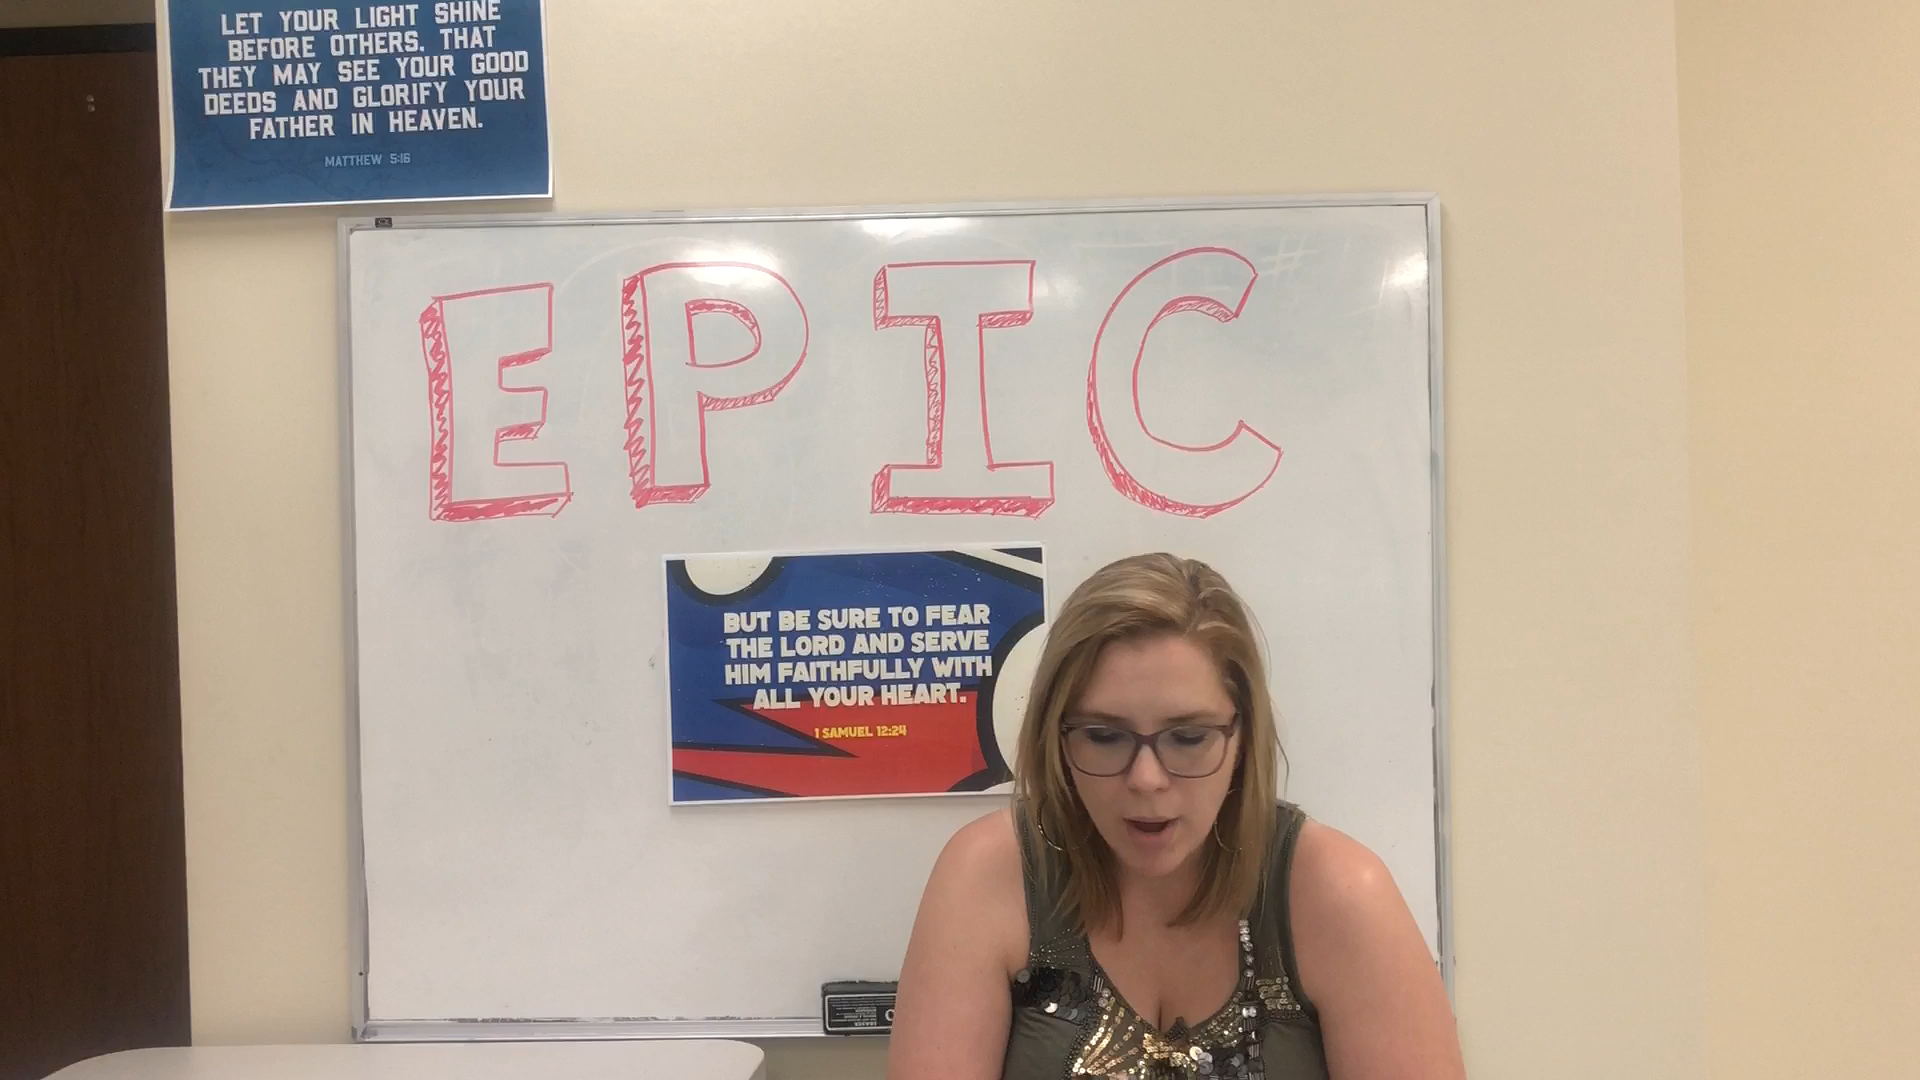 LET YOUR LIGHT SHINE
BEFORE OTHERS, THAT
THEY MAY SEE YOUR GOOD
DEEDS AND GLORIFY YOUR
FATHER IN HEAVEN.
MATTHEW 5:16
EPIC
BUT BE SURE TO FEAR
THE LORD AND SERVE
HIM FAITHFULLY WITH
ALL YOUR HEART.
1 SAMUEL 12:24